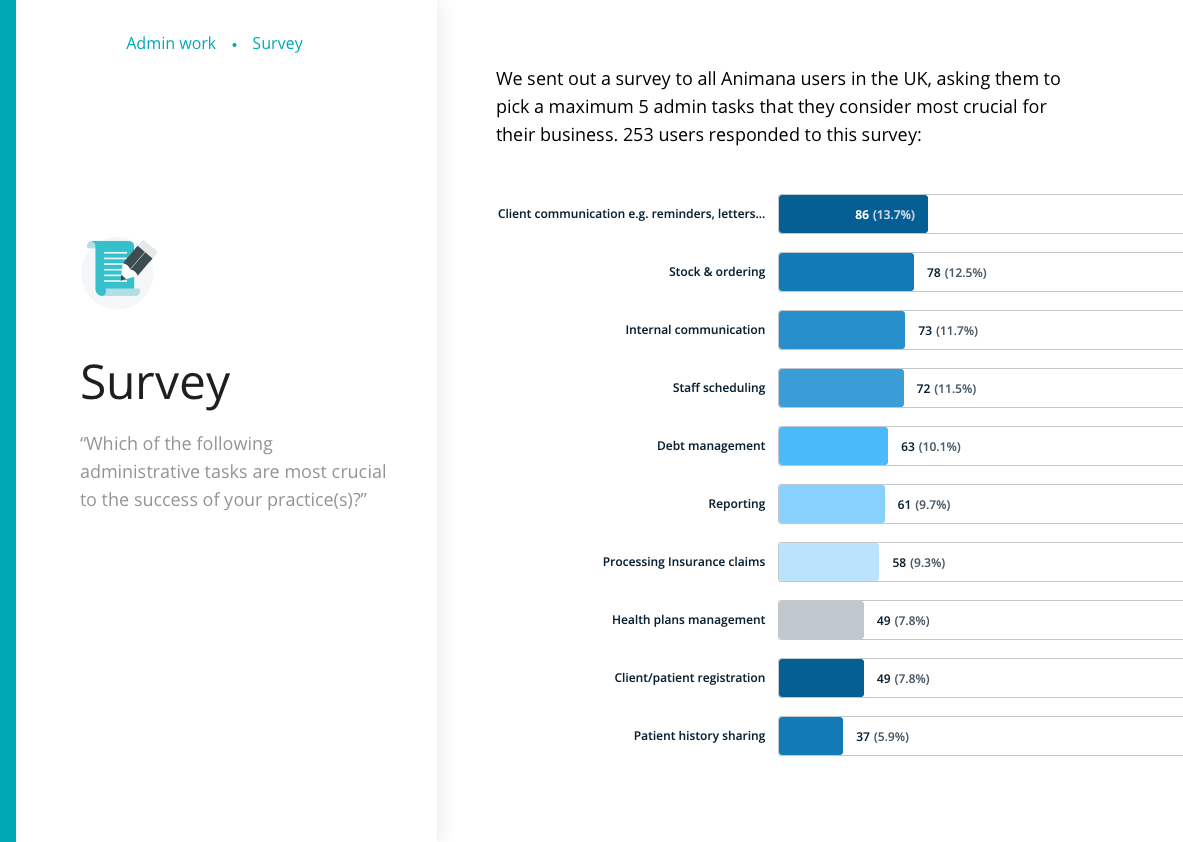 Admin work • Survey
Survey
“Which of the following
administrative tasks are most crucial
to the success of your practice(s)?”
We sent out a survey to all Animana users in the UK, asking them to
pick a maximum 5 admin tasks that they consider most crucial for
their business. 253 users responded to this survey:
Client communication e.g. reminders, letters... 86 (13.7%)
Stock & ordering 78 (12.5%)
Internal communication 73 (11.7%)
Staff scheduling 72 (11.5%)
Debt management 63 (10.1%)
Reporting 61 (9.7%)
Processing Insurance claims 58 (9.3%)
Health plans management 49 (7.8%)
Client/patient registration 49 (7.8%)
Patient history sharing 37 (5.9%)